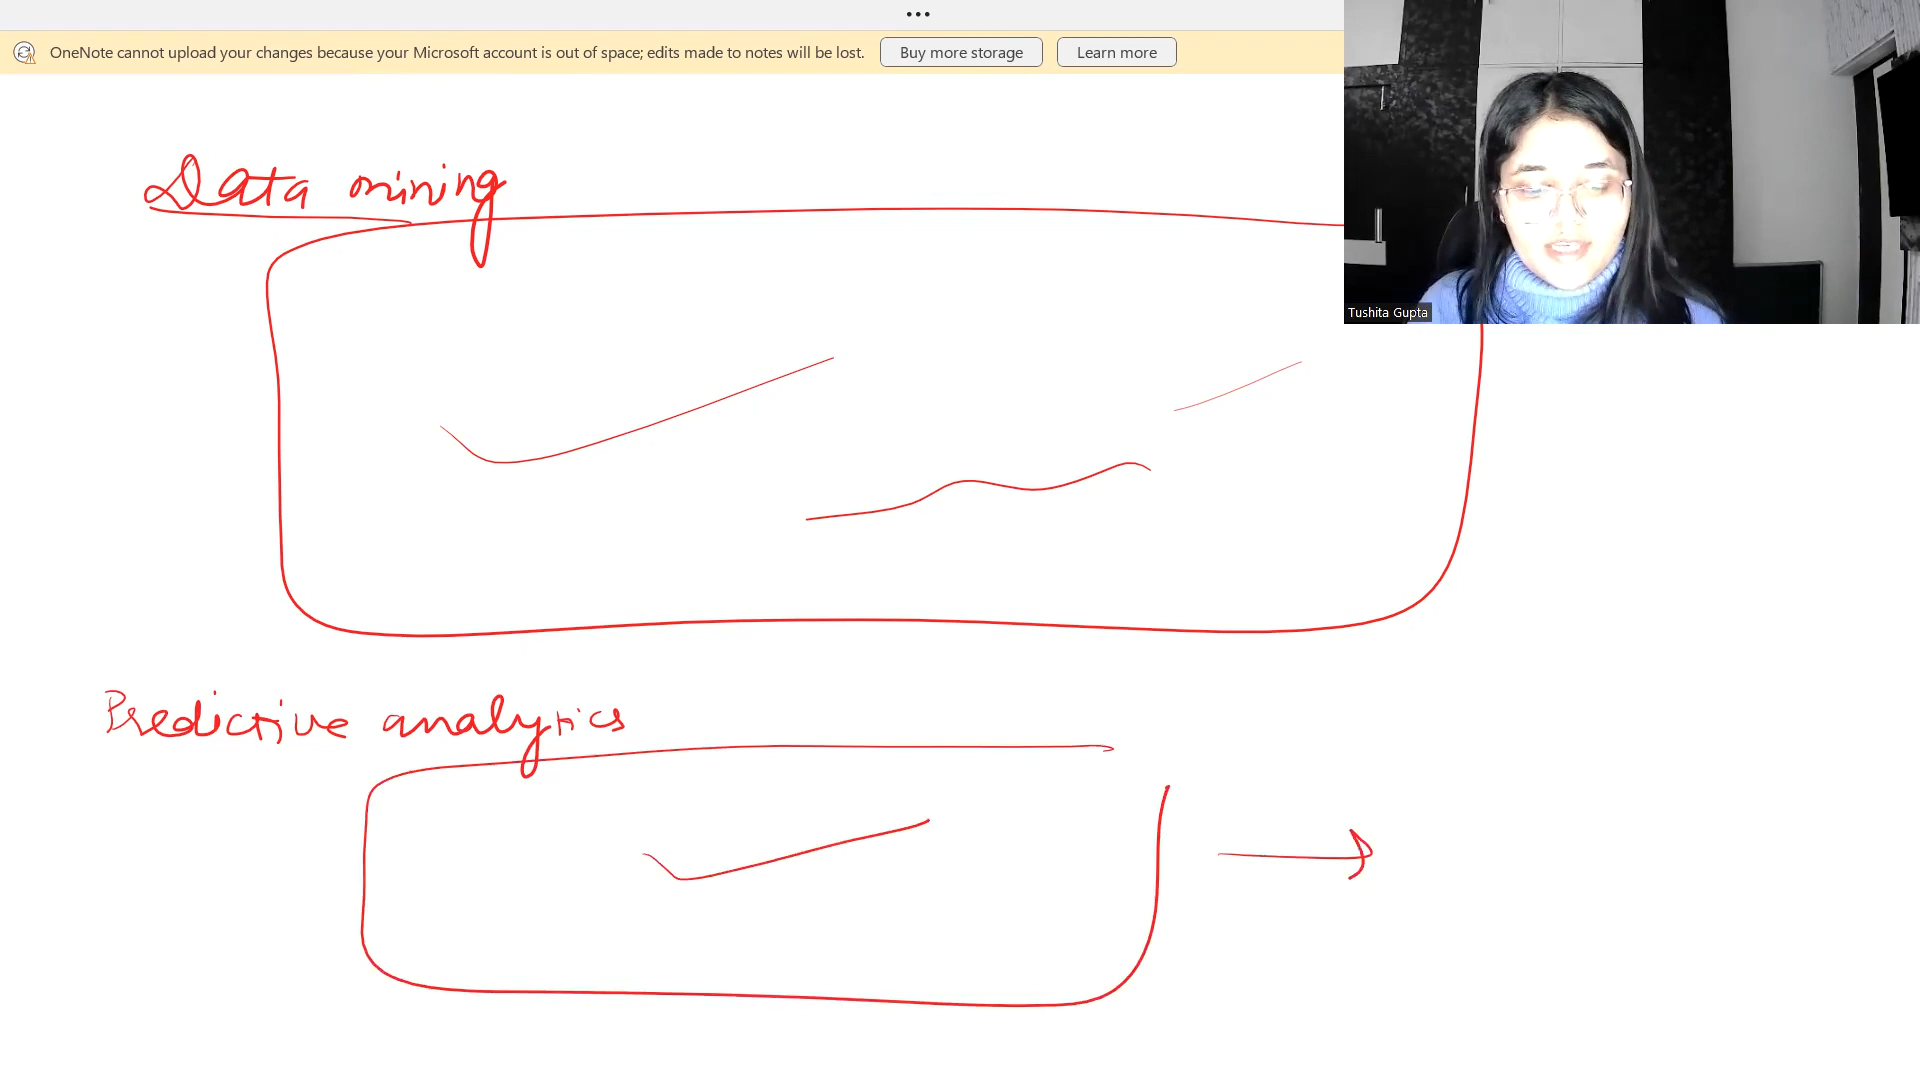 OneNote cannot upload your changes because your Microsoft account is out of space; edits made to notes will be lost. Buy more storage Learn more
Tushita Gupta
Data mining
Predictive analytics